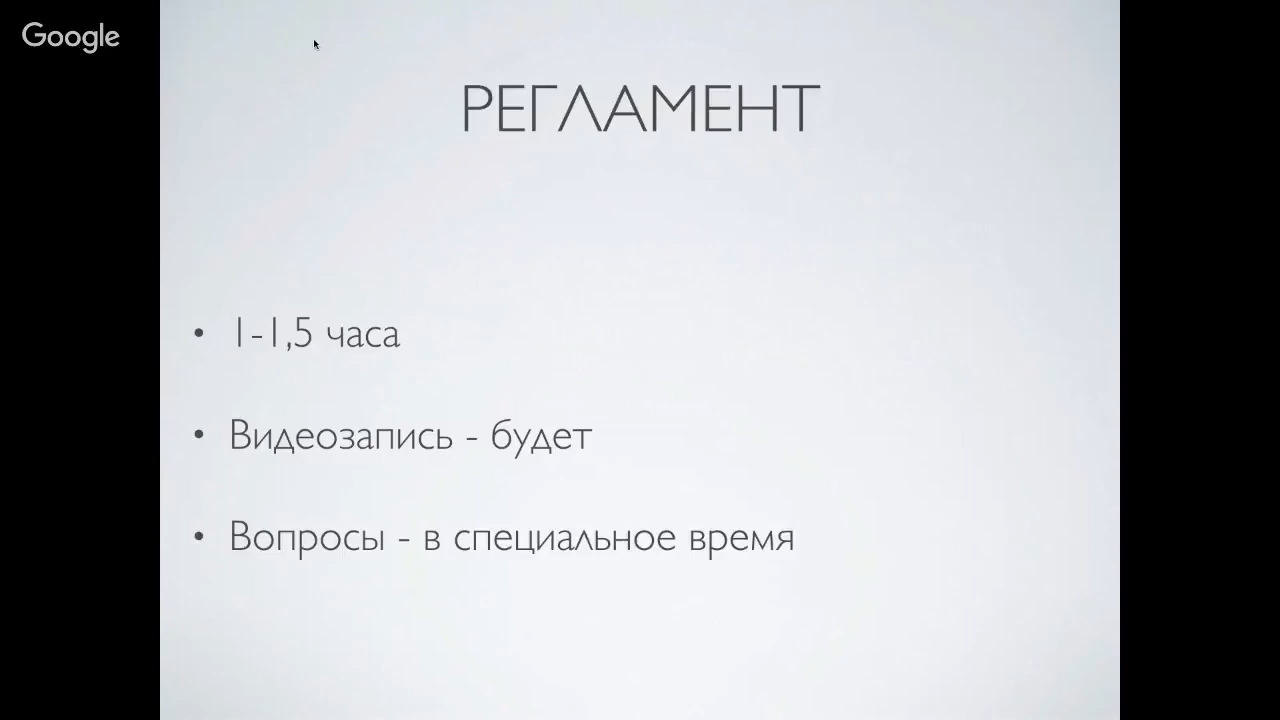 Google
РЕГЛАМЕНТ
• 1-1,5 часа
• Видеозапись - будет
• Вопросы - в специальное время